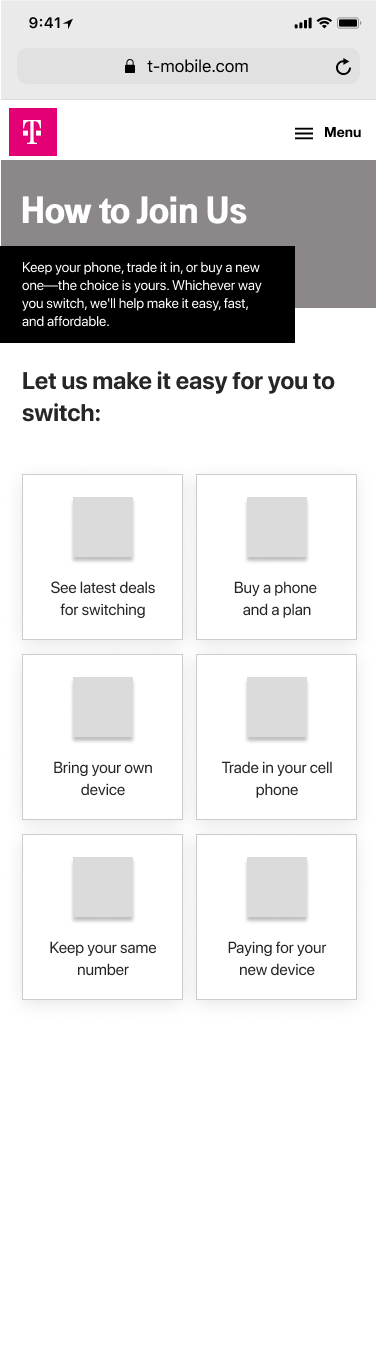 9:41
t-mobile.com
T
Menu
How to Join Us
Keep your phone, trade it in, or buy a new
one—the choice is yours. Whichever way
you switch, we'll help make it easy, fast,
and affordable.
Let us make it easy for you to
switch:
See latest deals
for switching
Buy a phone
and a plan
Bring your own
device
Trade in your cell
phone
Keep your same
number
Paying for your
new device